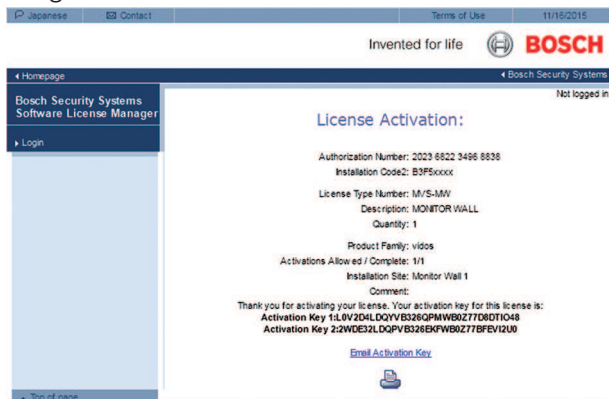 Japanese Contact Terms of Use 11/16/2015
Invented for life BOSCH
Homepage Bosch Security Systems
Not logged in
Bosch Security Systems
Software License Manager
Login
License Activation:
Authorization Number: 2023 6822 3496 8838
Installation Code2: B3F5xxxx
License Type Number: MVS-MW
Description: MONITOR WALL
Quantity: 1
Product Family: vidos
Activations Allowed / Complete: 1/1
Installation Site: Monitor Wall 1
Comment:
Thank you for activating your license. Your activation key for this license is:
Activation Key 1:L0V2D4LDQYVB326QPMWB0Z77D8DTIO48
Activation Key 2:2WDE32LDQPVB326EKFWB0Z77BFEVI2U0
Email Activation Key
Top of page